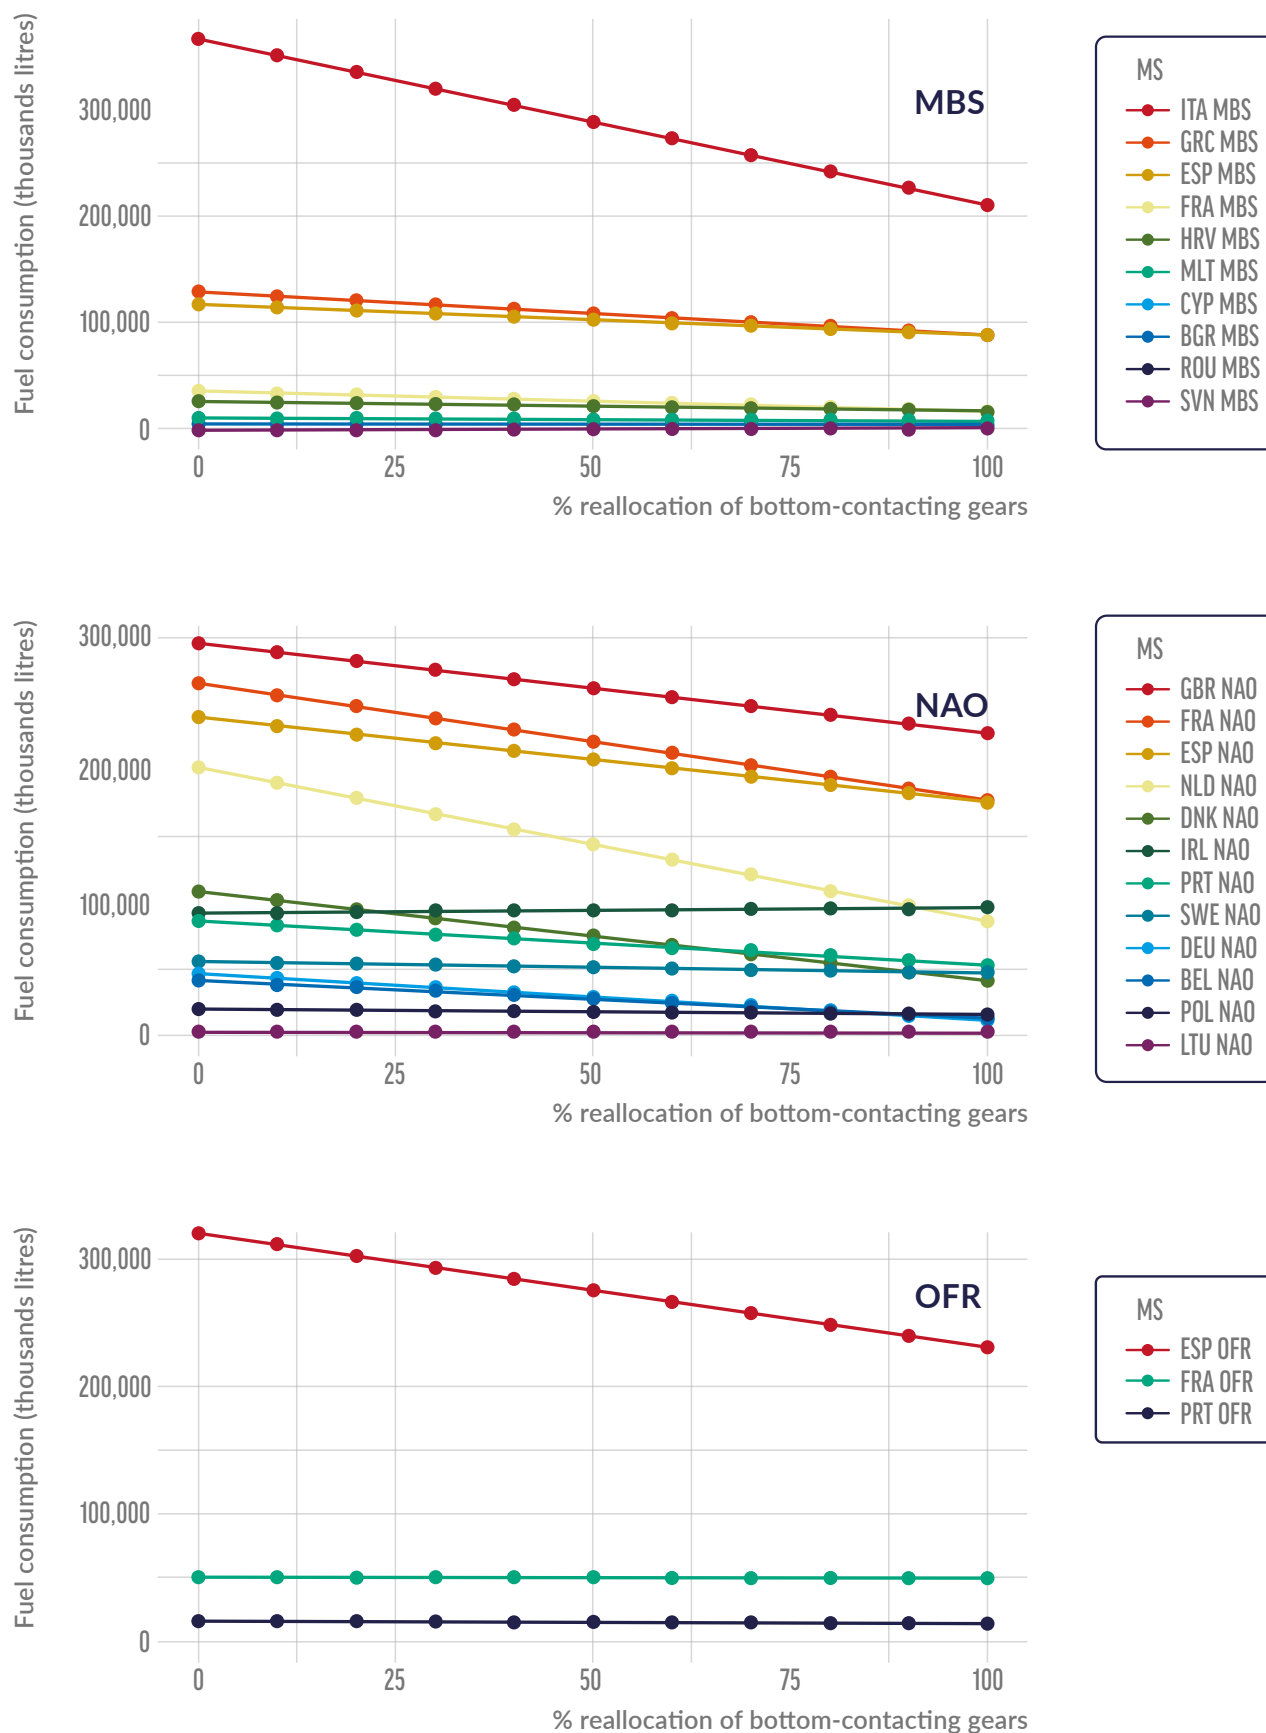 Fuel consumption (thousands litres)
300,000
200,000
100,000
0
MBS
0 25 50 75 100
% reallocation of bottom-contacting gears
MS
ITA MBS
GRC MBS
ESP MBS
FRA MBS
HRV MBS
MLT MBS
CYP MBS
BGR MBS
ROU MBS
SVN MBS
Fuel consumption (thousands litres)
300,000
200,000
100,000
0
NAO
0 25 50 75 100
% reallocation of bottom-contacting gears
MS
GBR NAO
FRA NAO
ESP NAO
NLD NAO
DNK NAO
IRL NAO
PRT NAO
SWE NAO
DEU NAO
BEL NAO
POL NAO
LTU NAO
Fuel consumption (thousands litres)
300,000
200,000
100,000
0
OFR
0 25 50 75 100
% reallocation of bottom-contacting gears
MS
ESP OFR
FRA OFR
PRT OFR